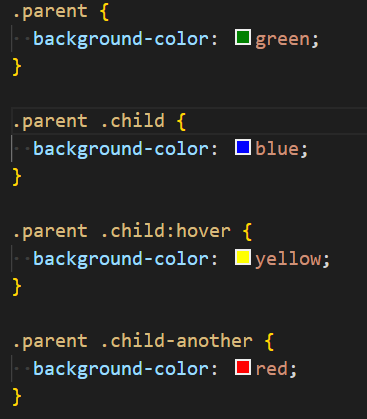 .parent {
  background-color: green;
}

.parent .child {
  background-color: blue;
}

.parent .child:hover {
  background-color: yellow;
}

.parent .child-another {
  background-color: red;
}